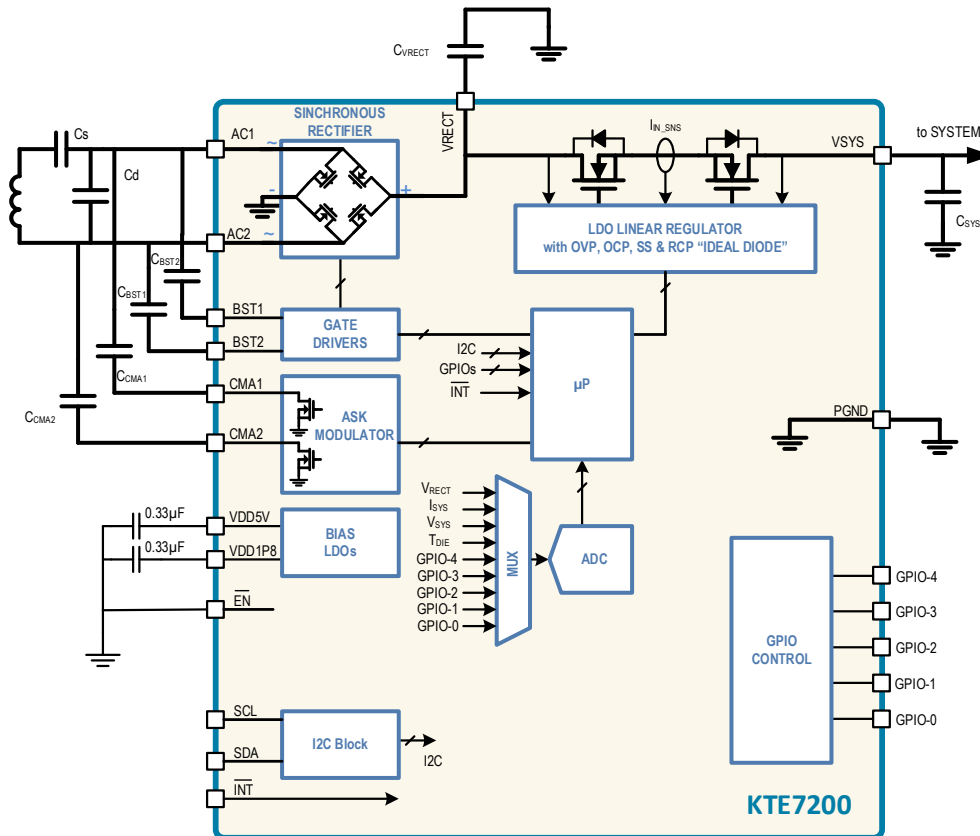 CVRECT
SINCHRONOUS
RECTIFIER
AC1
~
Cs
Cd
VRECT
IIN_SNS
VSYS
to SYSTEM
-
+
CSYS
~
AC2
LDO LINEAR REGULATOR
with OVP, OCP, SS & RCP “IDEAL DIODE”
CBST2
CBST1
BST1
BST2
GATE
DRIVERS
I2C
GPIOs
INT
µP
CCMA1
CCMA2
CMA1
CMA2
ASK
MODULATOR
PGND
0.33µF
0.33µF
VDD5V
VDD1P8
BIAS
LDOs
EN
VRECT
ISYS
VSYS
TDIE
GPIO-4
GPIO-3
GPIO-2
GPIO-1
GPIO-0
MUX
ADC
GPIO
CONTROL
GPIO-4
GPIO-3
GPIO-2
GPIO-1
GPIO-0
SCL
SDA
I2C Block
I2C
INT
KTE7200